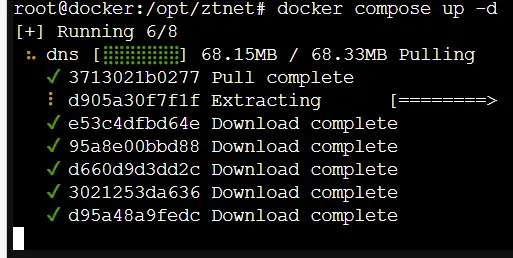 root@docker:/opt/ztnet# docker compose up -d
[+] Running 6/8
⠦ dns [⣿⣿⣿⣿⣿⣿⣿] 68.15MB / 68.33MB Pulling
✔ 3713021b0277 Pull complete
⠸ d905a30f7f1f Extracting [========>
✔ e53c4dfbd64e Download complete
✔ 95a8e00bbd88 Download complete
✔ d660d9d3dd2c Download complete
✔ 3021253da636 Download complete
✔ d95a48a9fedc Download complete